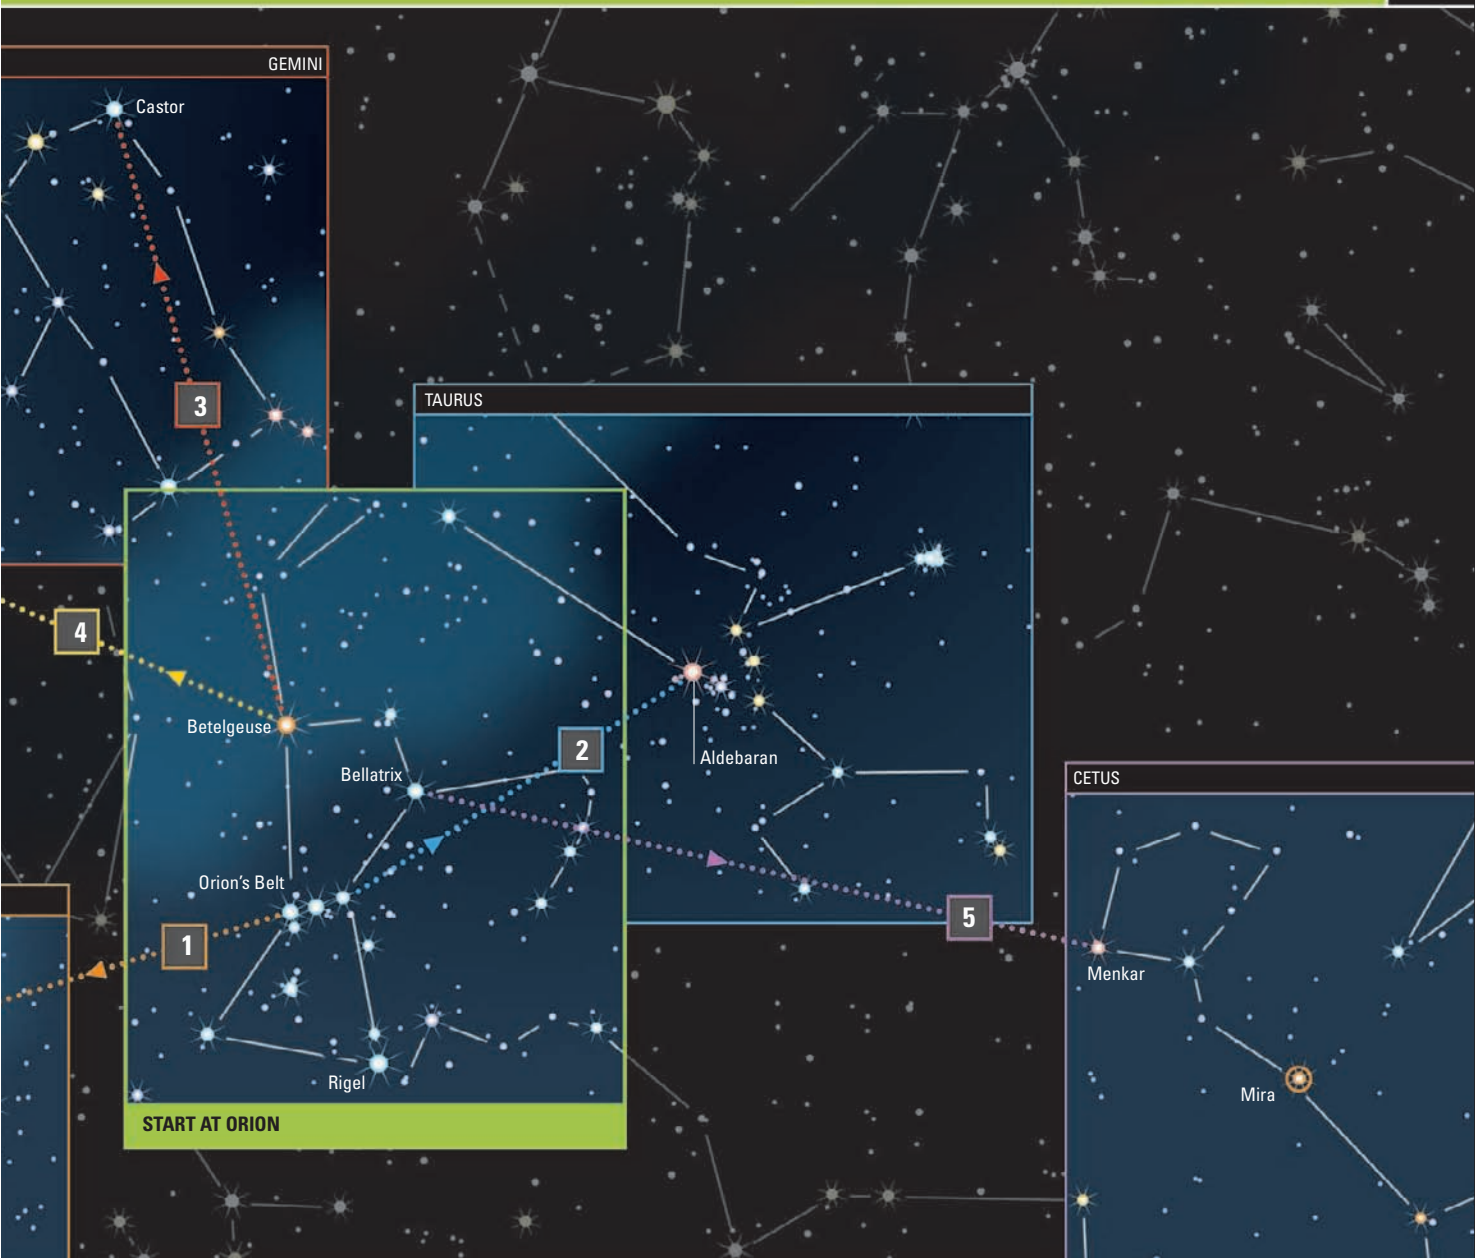 GEMINI
Castor
3
TAURUS
4
Betelgeuse
2
Aldebaran
Bellatrix
CETUS
Orion's Belt
5
1
Menkar
Rigel
Mira
START AT ORION